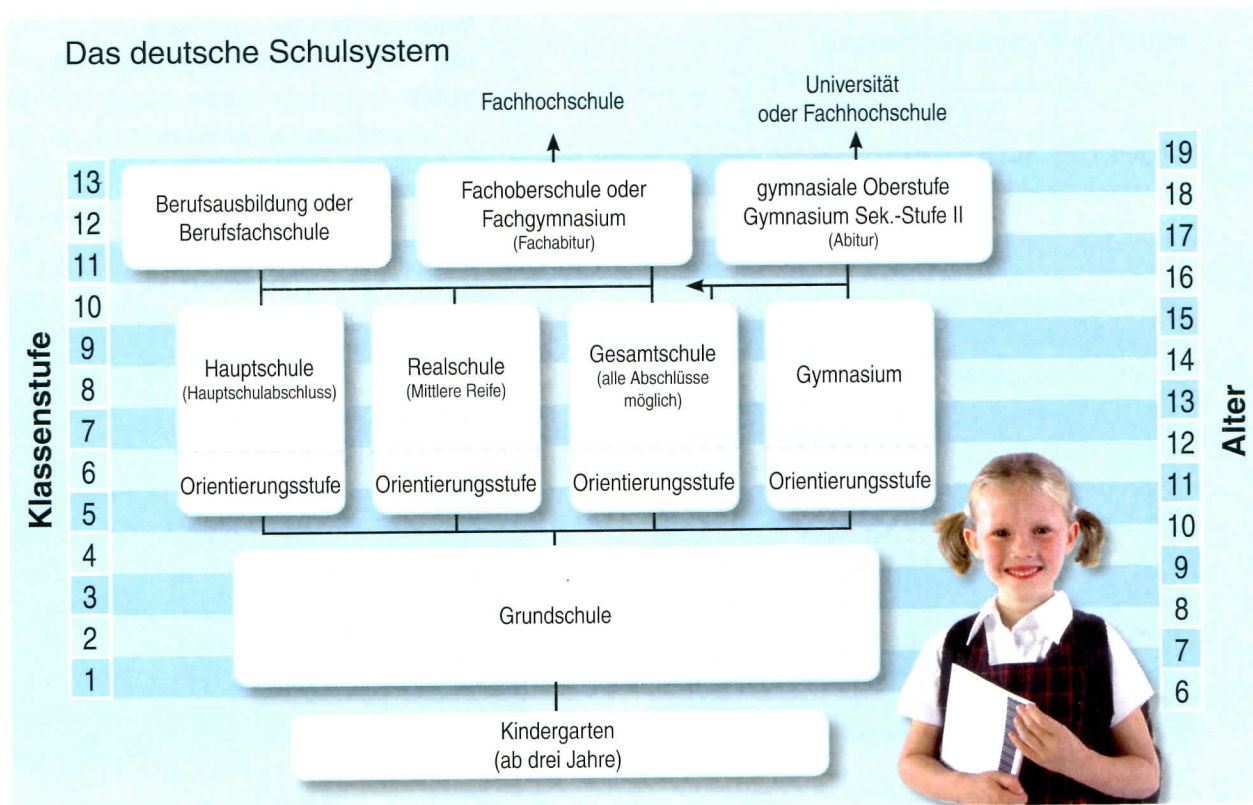 Das deutsche Schulsystem
Fachhochschule
Universität
oder Fachhochschule
Berufsausbildung oder
Berufsfachschule
Fachoberschule oder
Fachgymnasium
(Fachabitur)
gymnasiale Oberstufe
Gymnasium Sek.-Stufe II
(Abitur)
Hauptschule
(Hauptschulabschluss)
Realschule
(Mittlere Reife)
Gesamtschule
(alle Abschlüsse
möglich)
Gymnasium
Orientierungsstufe
Orientierungsstufe
Orientierungsstufe
Orientierungsstufe
Grundschule
Kindergarten
(ab drei Jahre)
Klassenstufe
13
12
11
10
9
8
7
6
5
4
3
2
1
Alter
19
18
17
16
15
14
13
12
11
10
9
8
7
6